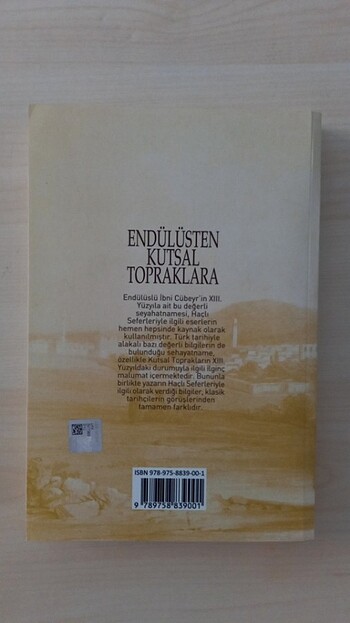 ENDÜLÜSTEN
KUTSAL
TOPRAKLARA
Endülüslü İbni Cübeyr'in XIII.
Yüzyıla ait bu değerli
seyahatnamesi, Haçlı
Seferleriyle ilgili eserlerin
hemen hepsinde kaynak olarak
kullanılmıştır. Türk tarihiyle
alakalı bazı değerli bilgilerin de
bulunduğu sehayatname,
özellikle Kutsal Toprakların XIII.
Yüzyıldaki durumuyla ilgili ilginç
malumat içermektedir. Bununla
birlikte yazarın Haçlı Seferleriyle
ilgili olarak verdiği bilgiler, klasik
tarihçilerin görüşlerinden
tamamen farklıdır.
ISBN 978-975-8839-00-1
9 789758 839001